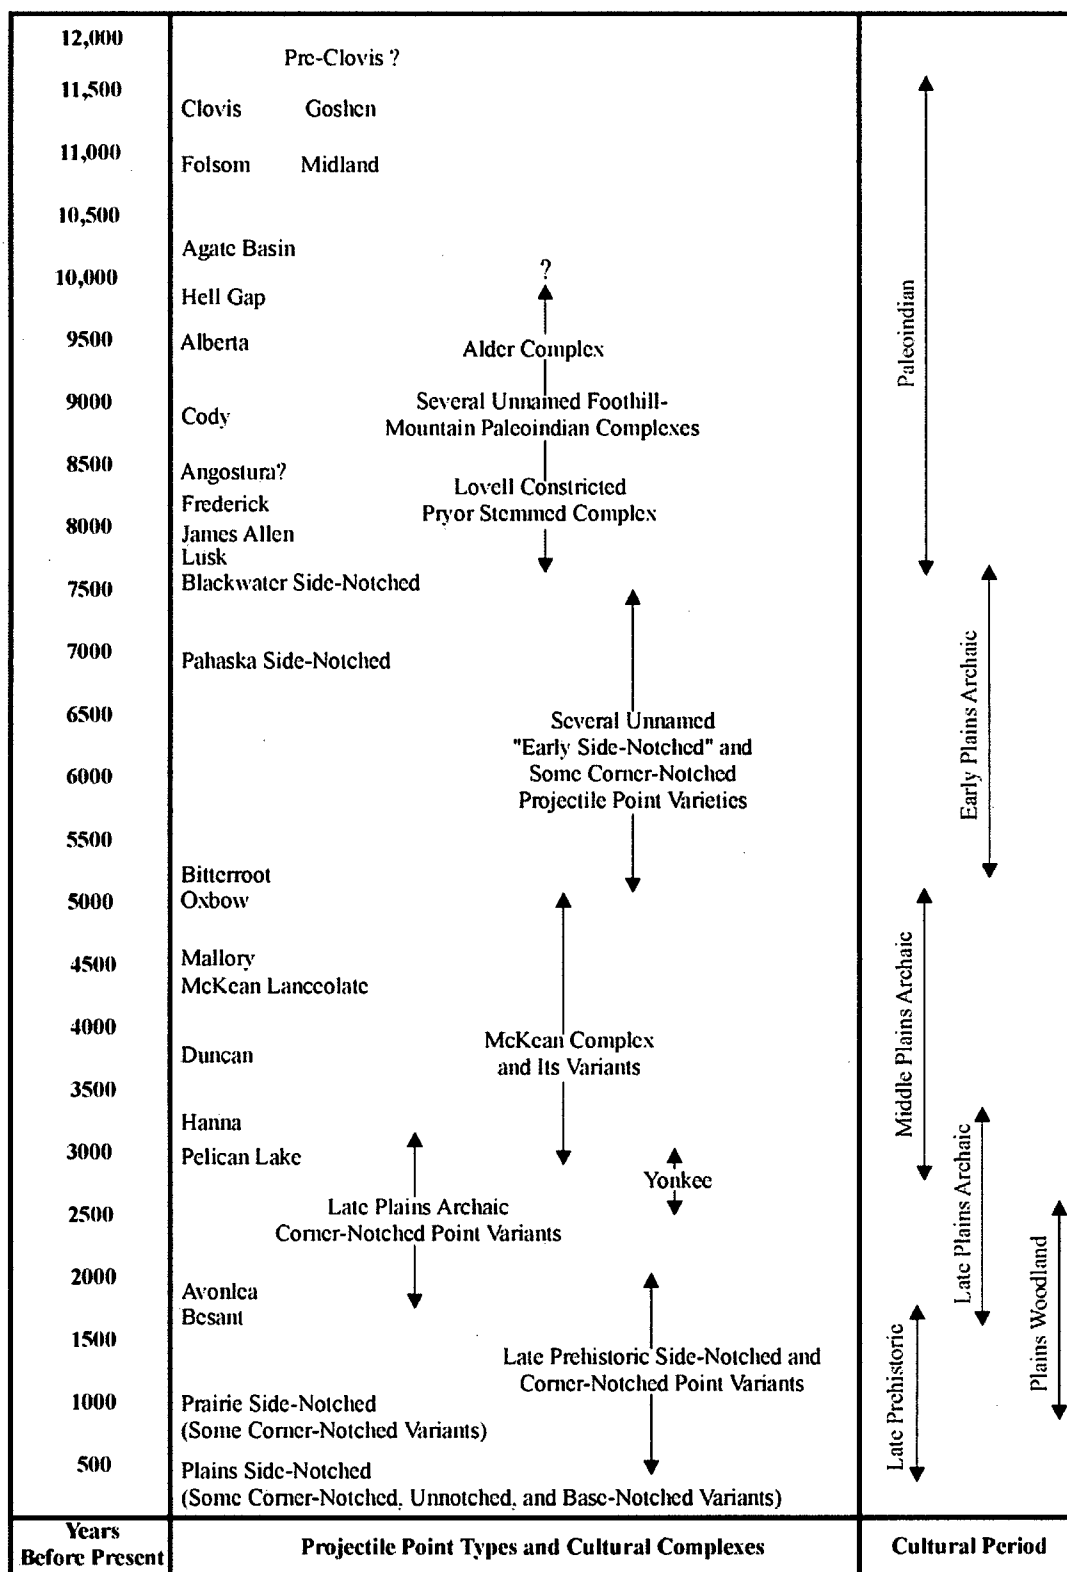 12,000
Pre-Clovis ?
11,500
Clovis Goshen
11,000
Folsom Midland
10,500
Agate Basin
?
10,000
Hell Gap
9500
Alberta
Alder Complex
9000
Several Unnamed Foothill-
Cody
Mountain Paleoindian Complexes
8500
Angostura?
Lovell Constricted
Frederick
Pryor Stemmed Complex
8000
James Allen
Lusk
Blackwater Side-Notched
7500
7000
Pahaska Side-Notched
6500
Several Unnamed
"Early Side-Notched" and
6000
Some Corner-Notched
Projectile Point Varieties
5500
Bitterroot
5000
Oxbow
4500
Mallory
McKean Lanceolate
4000
Duncan
McKean Complex
and Its Variants
3500
Hanna
3000
Pelican Lake
Yonkee
2500
Late Plains Archaic
Corner-Notched Point Variants
2000
Avonlea
Besant
1500
Late Prehistoric Side-Notched and
Corner-Notched Point Variants
1000
Prairie Side-Notched
(Some Corner-Notched Variants)
500
Plains Side-Notched
(Some Corner-Notched, Unnotched, and Base-Notched Variants)
Paleoindian
Early Plains Archaic
Middle Plains Archaic
Late Plains Archaic
Plains Woodland
Late Prehistoric
Years
Before Present
Projectile Point Types and Cultural Complexes
Cultural Period